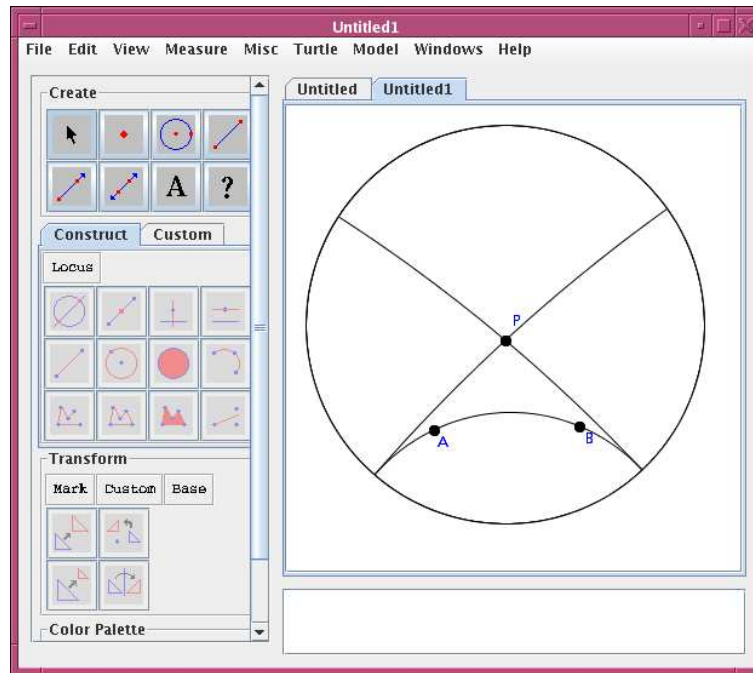 Untitled1
File Edit View Measure Misc Turtle Model Windows Help
Create
A ?
Construct Custom
Locus
Transform
Mark Custom Base
Color Palette
Untitled Untitled1
P
A
B